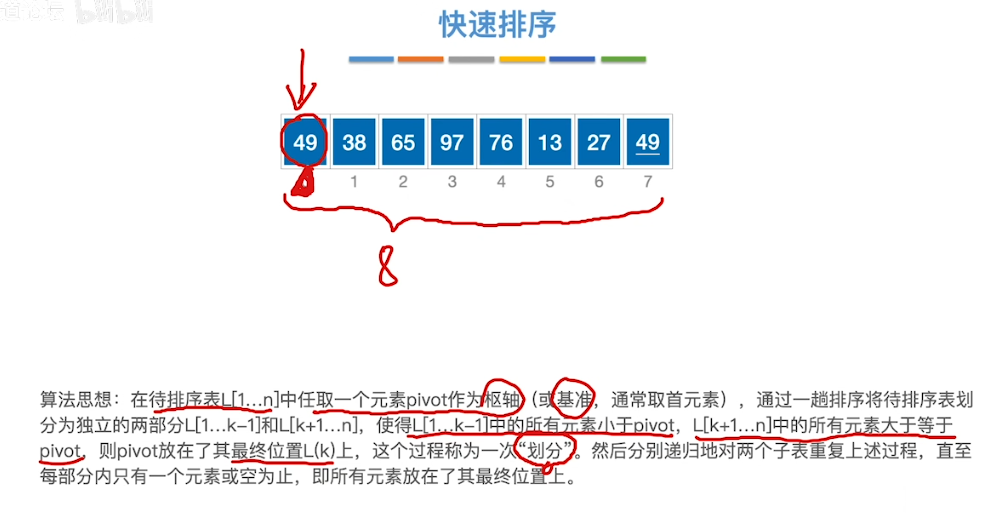 快速排序
49 38 65 97 76 13 27 49
1 2 3 4 5 6 7
8
算法思想：在待排序表L[1…n]中任取一个元素pivot作为枢轴（或基准，通常取首元素），通过一趟排序将待排序表划
分为独立的两部分L[1…k−1]和L[k+1…n]，使得L[1…k−1]中的所有元素小于pivot，L[k+1…n]中的所有元素大于等于
pivot，则pivot放在了其最终位置L(k)上，这个过程称为一次“划分”。然后分别递归地对两个子表重复上述过程，直至
每部分内只有一个元素或空为止，即所有元素放在了其最终位置上。